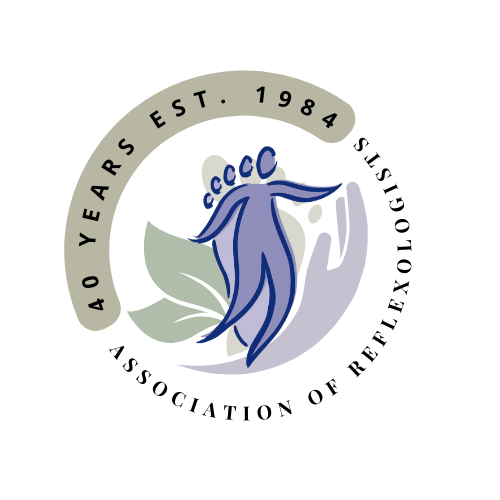 40 YEARS EST. 1984
ASSOCIATION OF REFLEXOLOGISTS